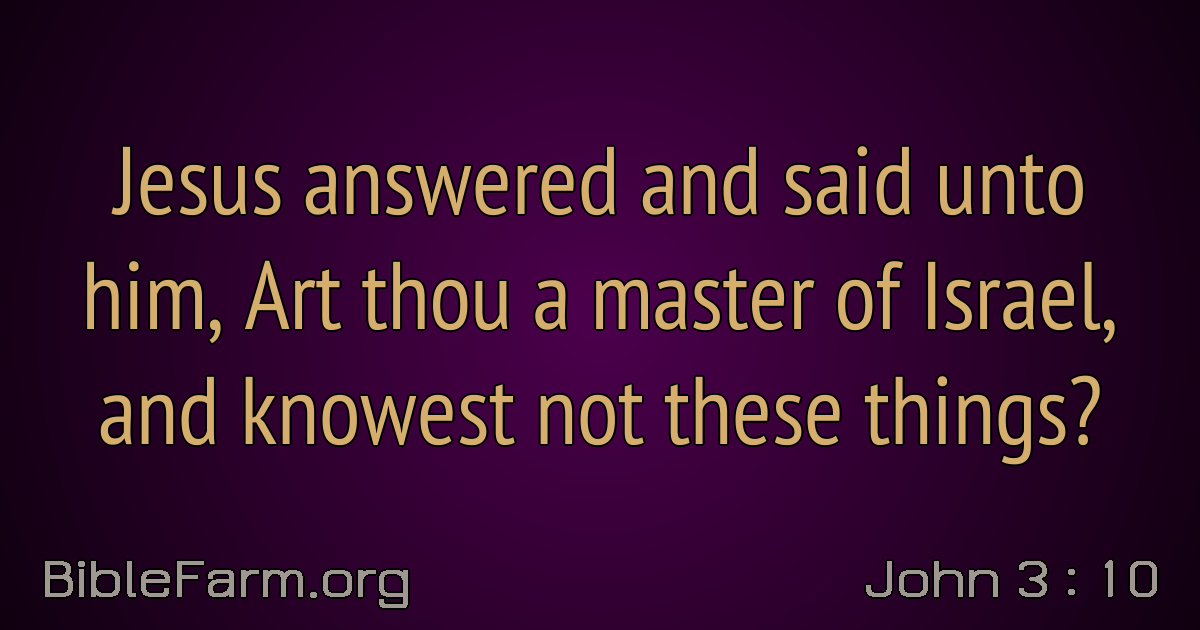 Jesus answered and said unto
him, Art thou a master of Israel,
and knowest not these things?
BibleFarm.org
John 3 : 10